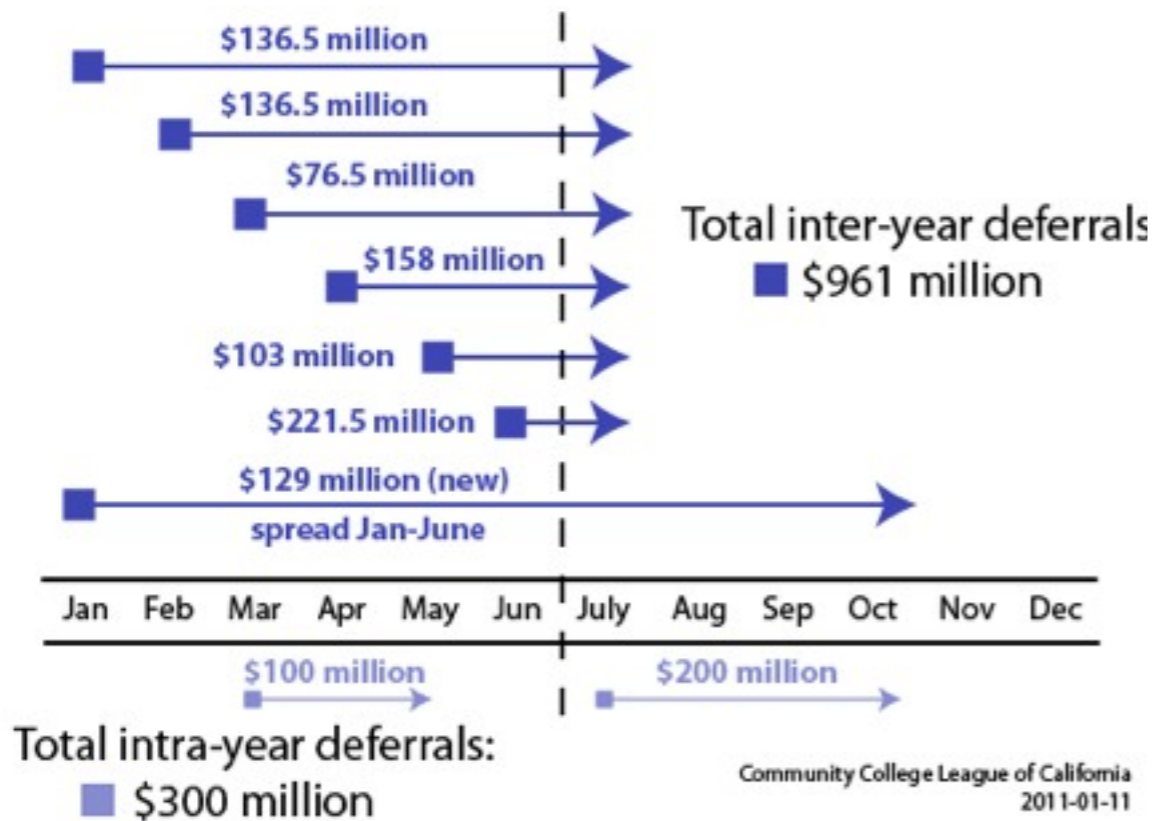 $136.5 million
$136.5 million
$76.5 million
Total inter-year deferrals
$158 million
$961 million
$103 million
$221.5 million
$129 million (new)
spread Jan-June
Jan Feb Mar Apr May Jun July Aug Sep Oct Nov Dec
$100 million
$200 million
Total intra-year deferrals:
$300 million
Community College League of California
2011-01-11